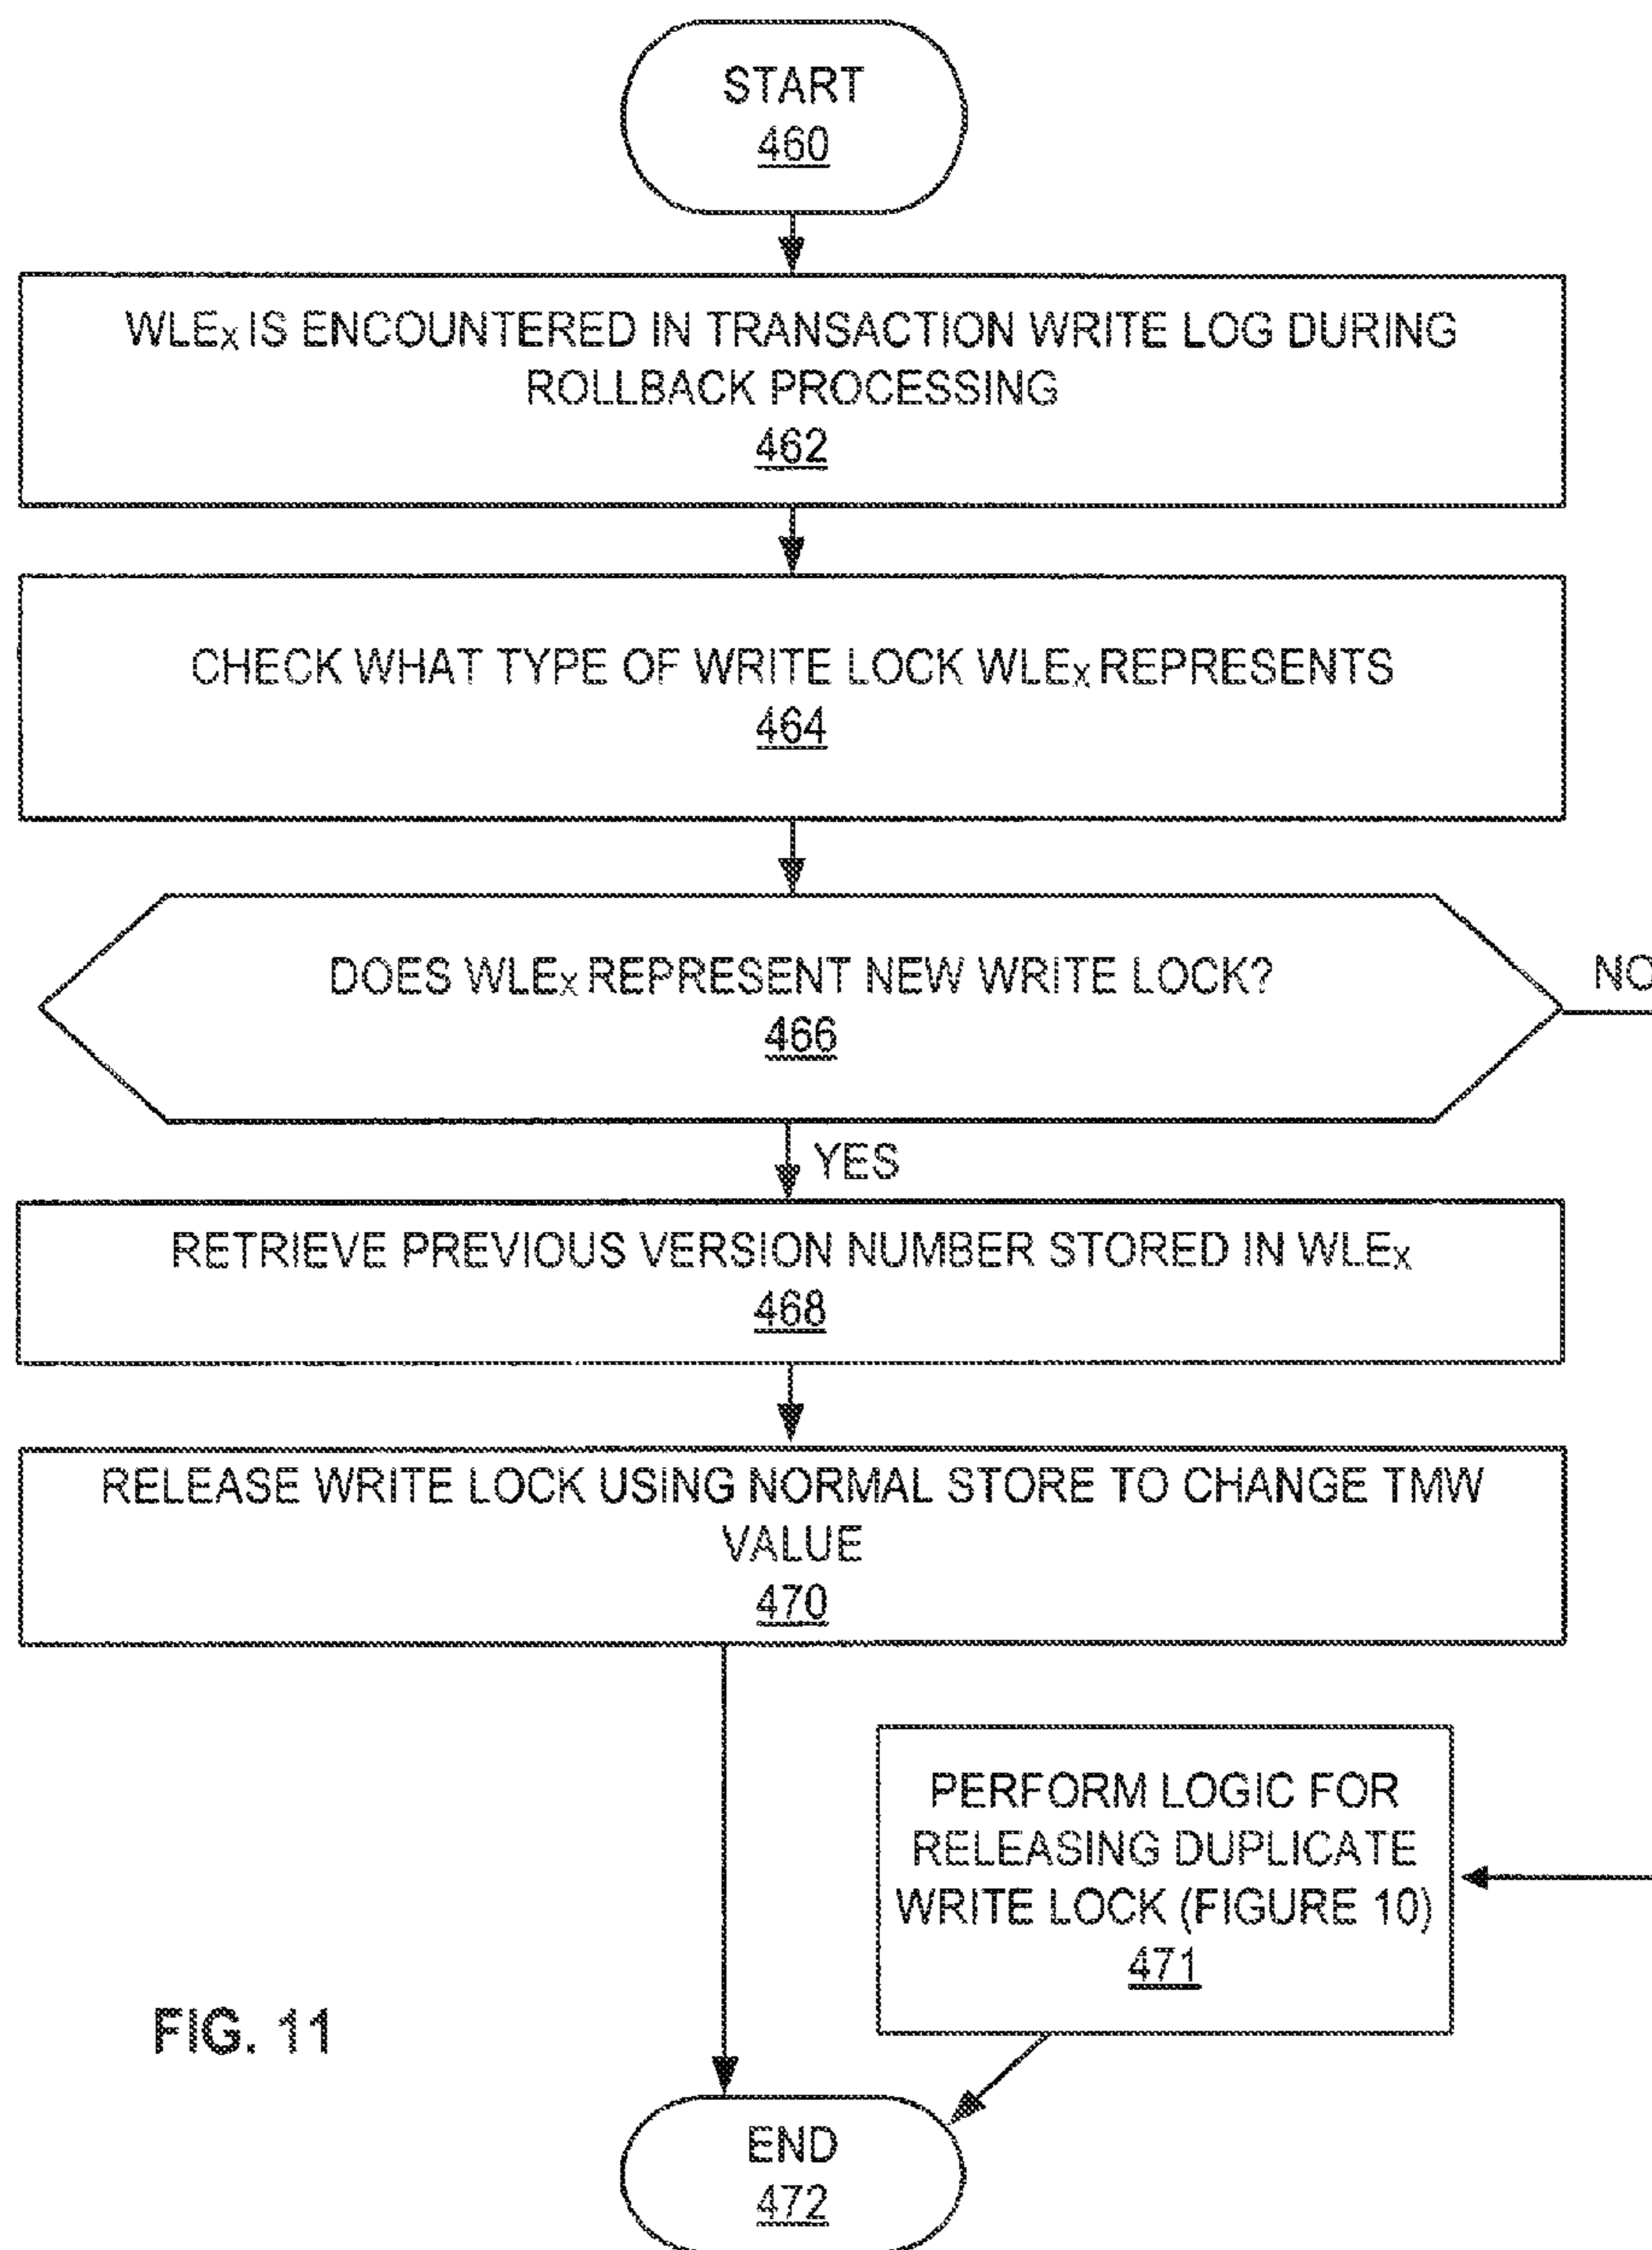 START
460
WLEX IS ENCOUNTERED IN TRANSACTION WRITE LOG DURING
ROLLBACK PROCESSING
462
CHECK WHAT TYPE OF WRITE LOCK WLEX REPRESENTS
464
DOES WLEX REPRESENT NEW WRITE LOCK?
466
NO
YES
RETRIEVE PREVIOUS VERSION NUMBER STORED IN WLEX
468
RELEASE WRITE LOCK USING NORMAL STORE TO CHANGE TMW
VALUE
470
PERFORM LOGIC FOR
RELEASING DUPLICATE
WRITE LOCK (FIGURE 10)
471
FIG. 11
END
472